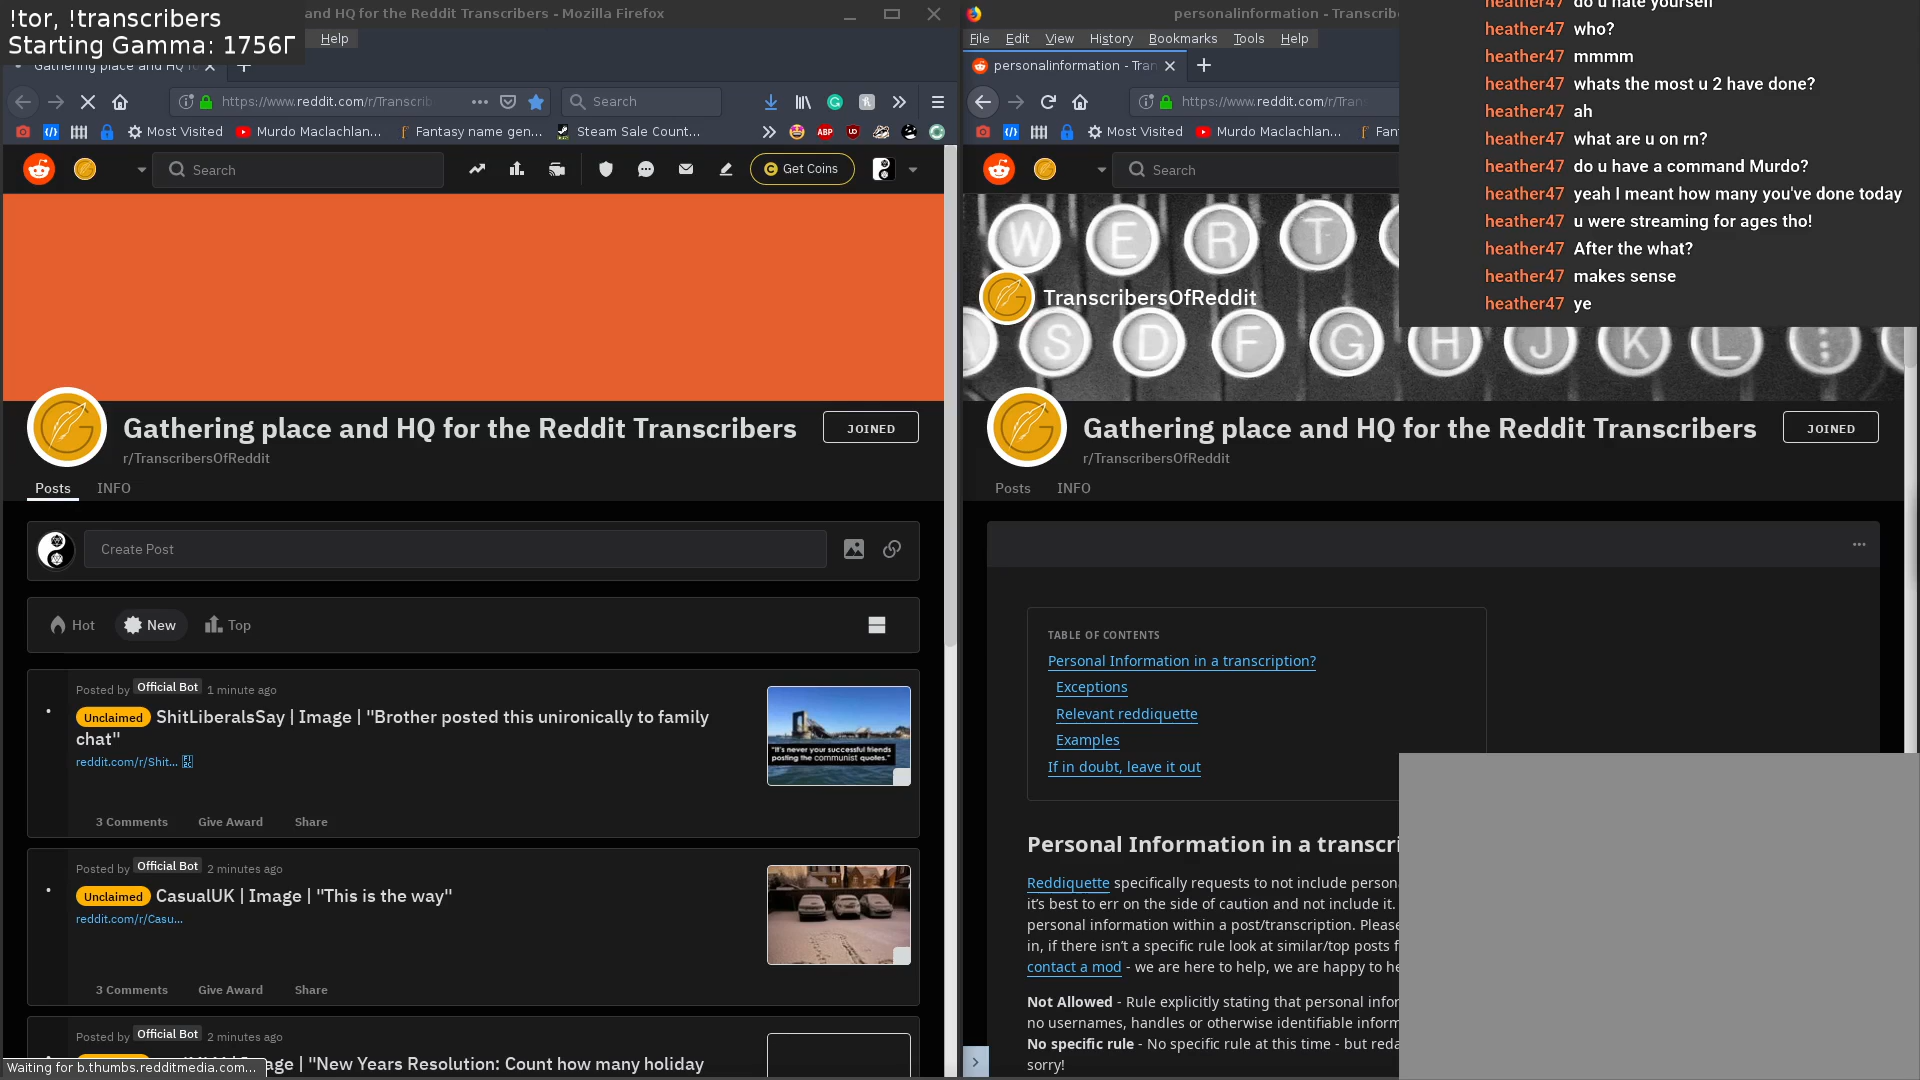 !tor, !transcribers
Starting Gamma: 1756Γ
and HQ for the Reddit Transcribers - Mozilla Firefox
Help
Gathering place and HQ fo
https://www.reddit.com/r/Transcrib
Search
Most Visited
Murdo Maclachlan...
Fantasy name gen...
Steam Sale Count...
ABP
Search
Get Coins
Gathering place and HQ for the Reddit Transcribers
JOINED
r/TranscribersOfReddit
Posts INFO
Create Post
Hot New Top
Posted by Official Bot 1 minute ago
Unclaimed ShitLiberalsSay | Image | "Brother posted this unironically to family
chat"
reddit.com/r/Shit...
"It's never your successful friends
posting the communist quotes."
3 Comments Give Award Share
Posted by Official Bot 2 minutes ago
Unclaimed CasualUK | Image | "This is the way"
reddit.com/r/Casu...
3 Comments Give Award Share
Posted by Official Bot 2 minutes ago
age | "New Years Resolution: Count how many holiday
Waiting for b.thumbs.redditmedia.com...
personalinformation - Transcribe
File Edit View History Bookmarks Tools Help
personalinformation - Tran
https://www.reddit.com/r/Tran
Most Visited
Murdo Maclachlan...
Fan
Search
W E R T
TranscribersOfReddit
A S D F G H J K L
Gathering place and HQ for the Reddit Transcribers
JOINED
r/TranscribersOfReddit
Posts INFO
TABLE OF CONTENTS
Personal Information in a transcription?
Exceptions
Relevant reddiquette
Examples
If in doubt, leave it out
Personal Information in a transcri
Reddiquette specifically requests to not include person
it's best to err on the side of caution and not include it.
personal information within a post/transcription. Please
in, if there isn't a specific rule look at similar/top posts f
contact a mod - we are here to help, we are happy to he
Not Allowed - Rule explicitly stating that personal infor
no usernames, handles or otherwise identifiable inform
No specific rule - No specific rule at this time - but reda
sorry!
heather47 do u hate yourself
heather47 who?
heather47 mmmm
heather47 whats the most u 2 have done?
heather47 ah
heather47 what are u on rn?
heather47 do u have a command Murdo?
heather47 yeah I meant how many you've done today
heather47 u were streaming for ages tho!
heather47 After the what?
heather47 makes sense
heather47 ye